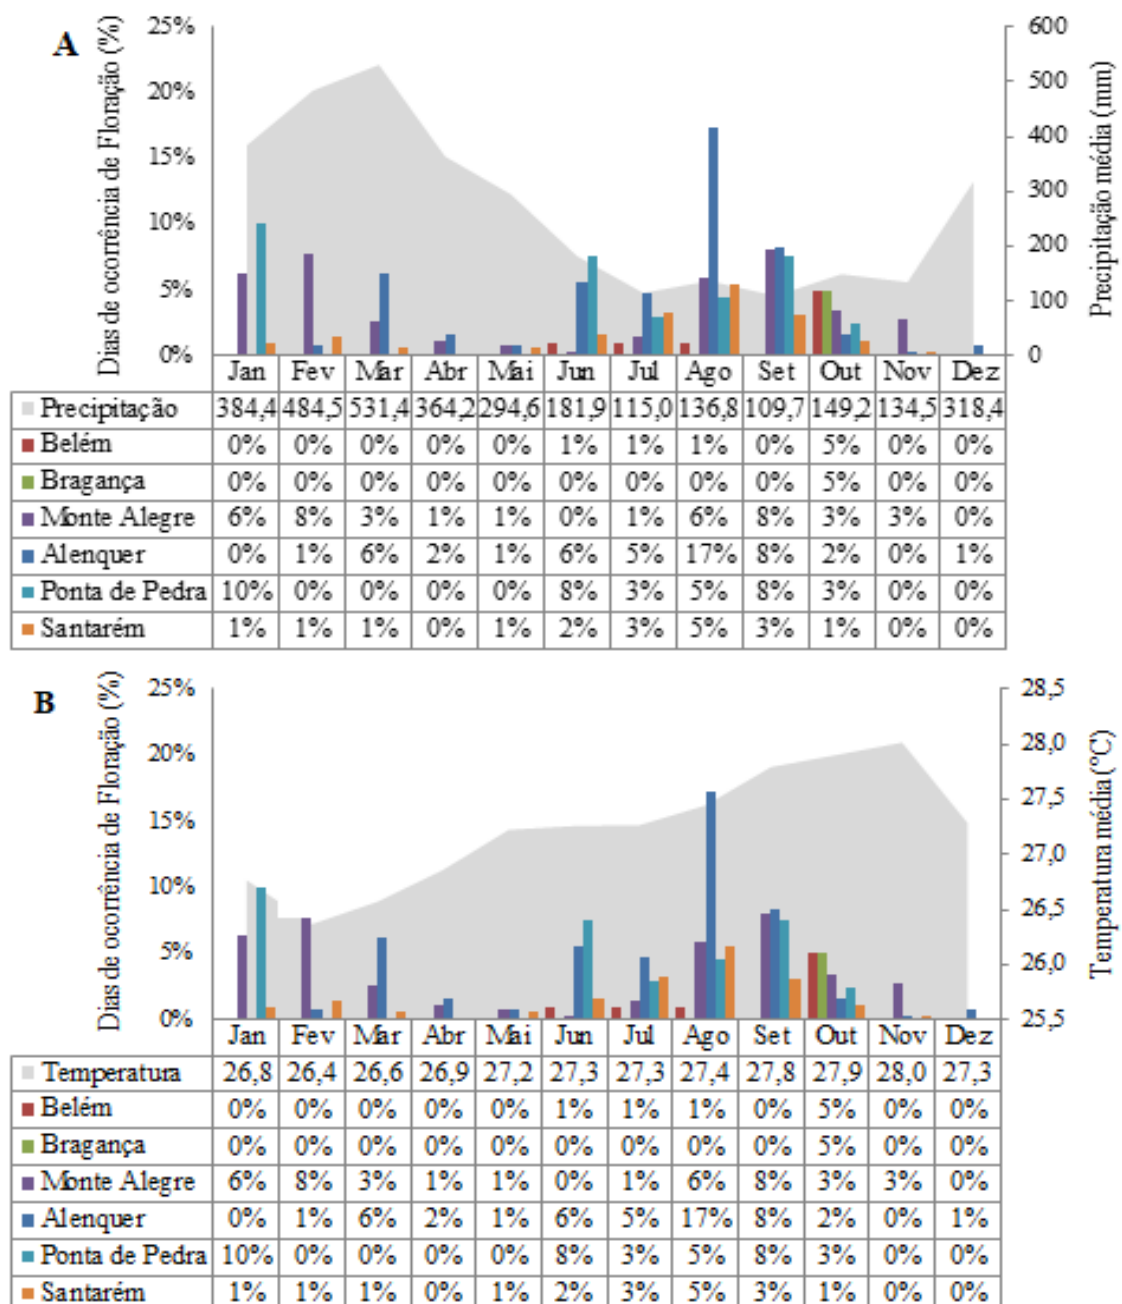 A
Dias de ocorrência de Floração (%)
25%
20%
15%
10%
5%
0%
600
500
400
300
200
100
0
Precipitação média (mm)
Jan Fev Mar Abr Mai Jun Jul Ago Set Out Nov Dez
Precipitação 384,4 484,5 531,4 364,2 294,6 181,9 115,0 136,8 109,7 149,2 134,5 318,4
Belém 0% 0% 0% 0% 0% 1% 1% 1% 0% 5% 0% 0%
Bragança 0% 0% 0% 0% 0% 0% 0% 0% 0% 5% 0% 0%
Monte Alegre 6% 8% 3% 1% 1% 0% 1% 6% 8% 3% 3% 0%
Alenquer 0% 1% 6% 2% 1% 6% 5% 17% 8% 2% 0% 1%
Ponta de Pedra 10% 0% 0% 0% 0% 8% 3% 5% 8% 3% 0% 0%
Santarém 1% 1% 1% 0% 1% 2% 3% 5% 3% 1% 0% 0%
B
Dias de ocorrência de Floração (%)
25%
20%
15%
10%
5%
0%
28,5
28,0
27,5
27,0
26,5
26,0
25,5
Temperatura média (°C)
Jan Fev Mar Abr Mai Jun Jul Ago Set Out Nov Dez
Temperatura 26,8 26,4 26,6 26,9 27,2 27,3 27,3 27,4 27,8 27,9 28,0 27,3
Belém 0% 0% 0% 0% 0% 1% 1% 1% 0% 5% 0% 0%
Bragança 0% 0% 0% 0% 0% 0% 0% 0% 0% 5% 0% 0%
Monte Alegre 6% 8% 3% 1% 1% 0% 1% 6% 8% 3% 3% 0%
Alenquer 0% 1% 6% 2% 1% 6% 5% 17% 8% 2% 0% 1%
Ponta de Pedra 10% 0% 0% 0% 0% 8% 3% 5% 8% 3% 0% 0%
Santarém 1% 1% 1% 0% 1% 2% 3% 5% 3% 1% 0% 0%